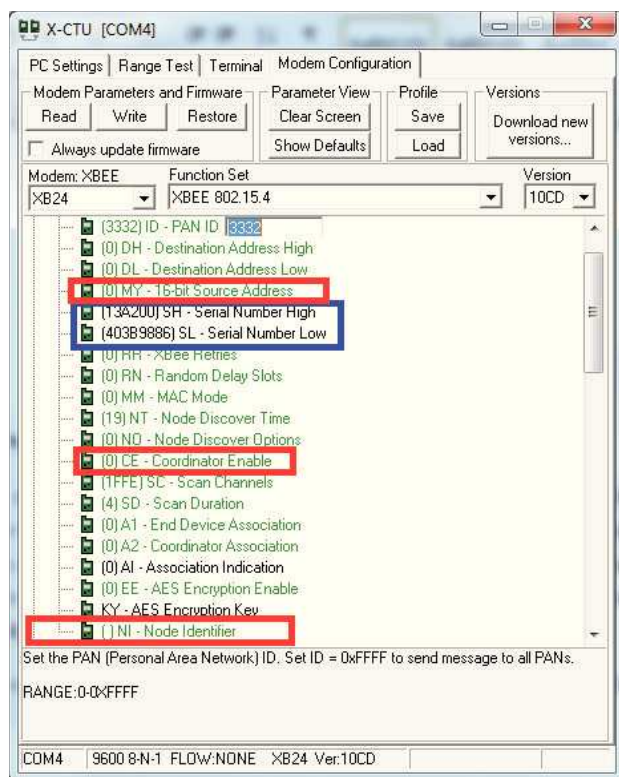 X-CTU [COM4]
PC Settings Range Test Terminal Modem Configuration
Modem Parameters and Firmware Parameter View Profile Versions
Read Write Restore Clear Screen Save Download new versions...
Always update firmware Show Defaults Load
Modem: XBEE Function Set Version
XB24 XBEE 802.15.4 10CD
(3332) ID - PAN ID 3332
(0) DH - Destination Address High
(0) DL - Destination Address Low
(0) MY - 16-bit Source Address
(13A200) SH - Serial Number High
(403B9886) SL - Serial Number Low
(0) RR - XBee Retries
(0) RN - Random Delay Slots
(0) MM - MAC Mode
(19) NT - Node Discover Time
(0) NO - Node Discover Options
(0) CE - Coordinator Enable
(1FFE) SC - Scan Channels
(4) SD - Scan Duration
(0) A1 - End Device Association
(0) A2 - Coordinator Association
(0) AI - Association Indication
(0) EE - AES Encryption Enable
KY - AES Encryption Key
( ) NI - Node Identifier
Set the PAN (Personal Area Network) ID. Set ID = 0xFFFF to send message to all PANs.
RANGE:0-0XFFFF
COM4 9600 8-N-1 FLOW:NONE XB24 Ver:10CD